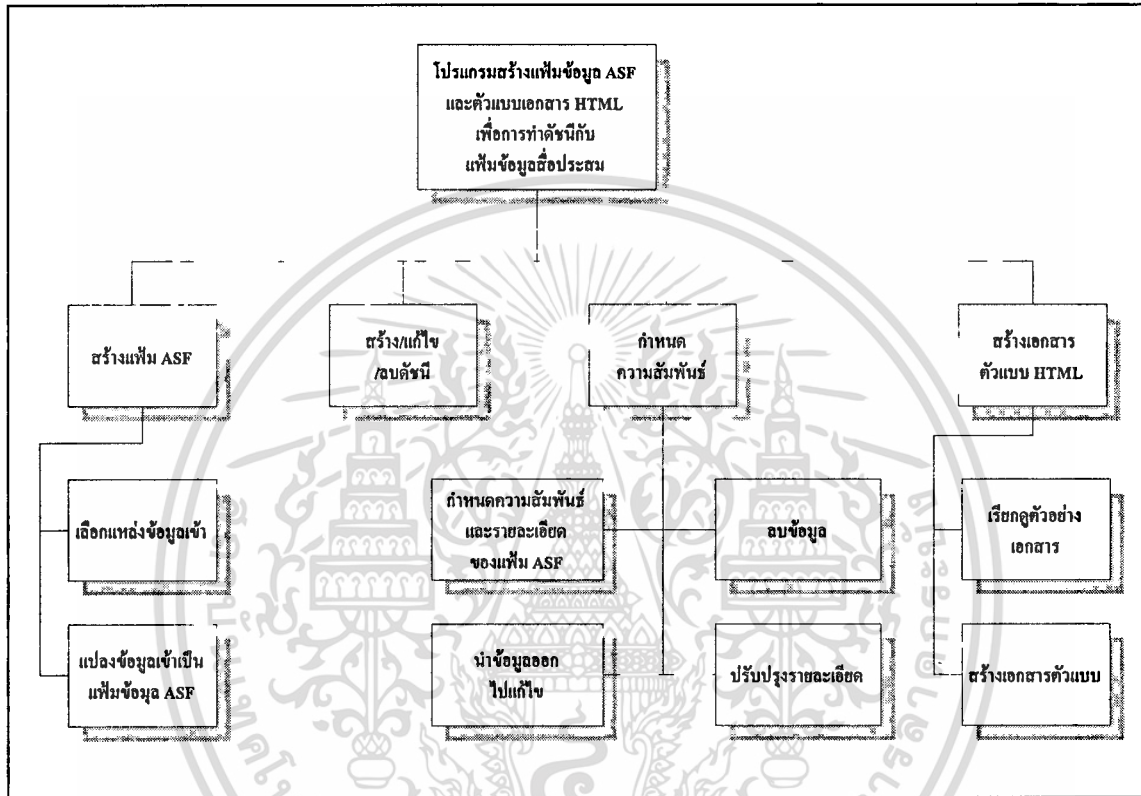 โปรแกรมสร้างแฟ้มข้อมูล ASF
และตัวแบบเอกสาร HTML
เพื่อการทำดัชนีกับ
แฟ้มข้อมูลสื่อประสม
สร้างแฟ้ม ASF
สร้าง/แก้ไข
/ลบดัชนี
กำหนด
ความสัมพันธ์
สร้างเอกสาร
ตัวแบบ HTML
เลือกแหล่งข้อมูลเข้า
กำหนดความสัมพันธ์
และรายละเอียด
ของแฟ้ม ASF
ลบข้อมูล
เรียกดูตัวอย่าง
เอกสาร
แปลงข้อมูลเข้าเป็น
แฟ้มข้อมูล ASF
นำข้อมูลออก
ไปแก้ไข
ปรับปรุงรายละเอียด
สร้างเอกสารตัวแบบ